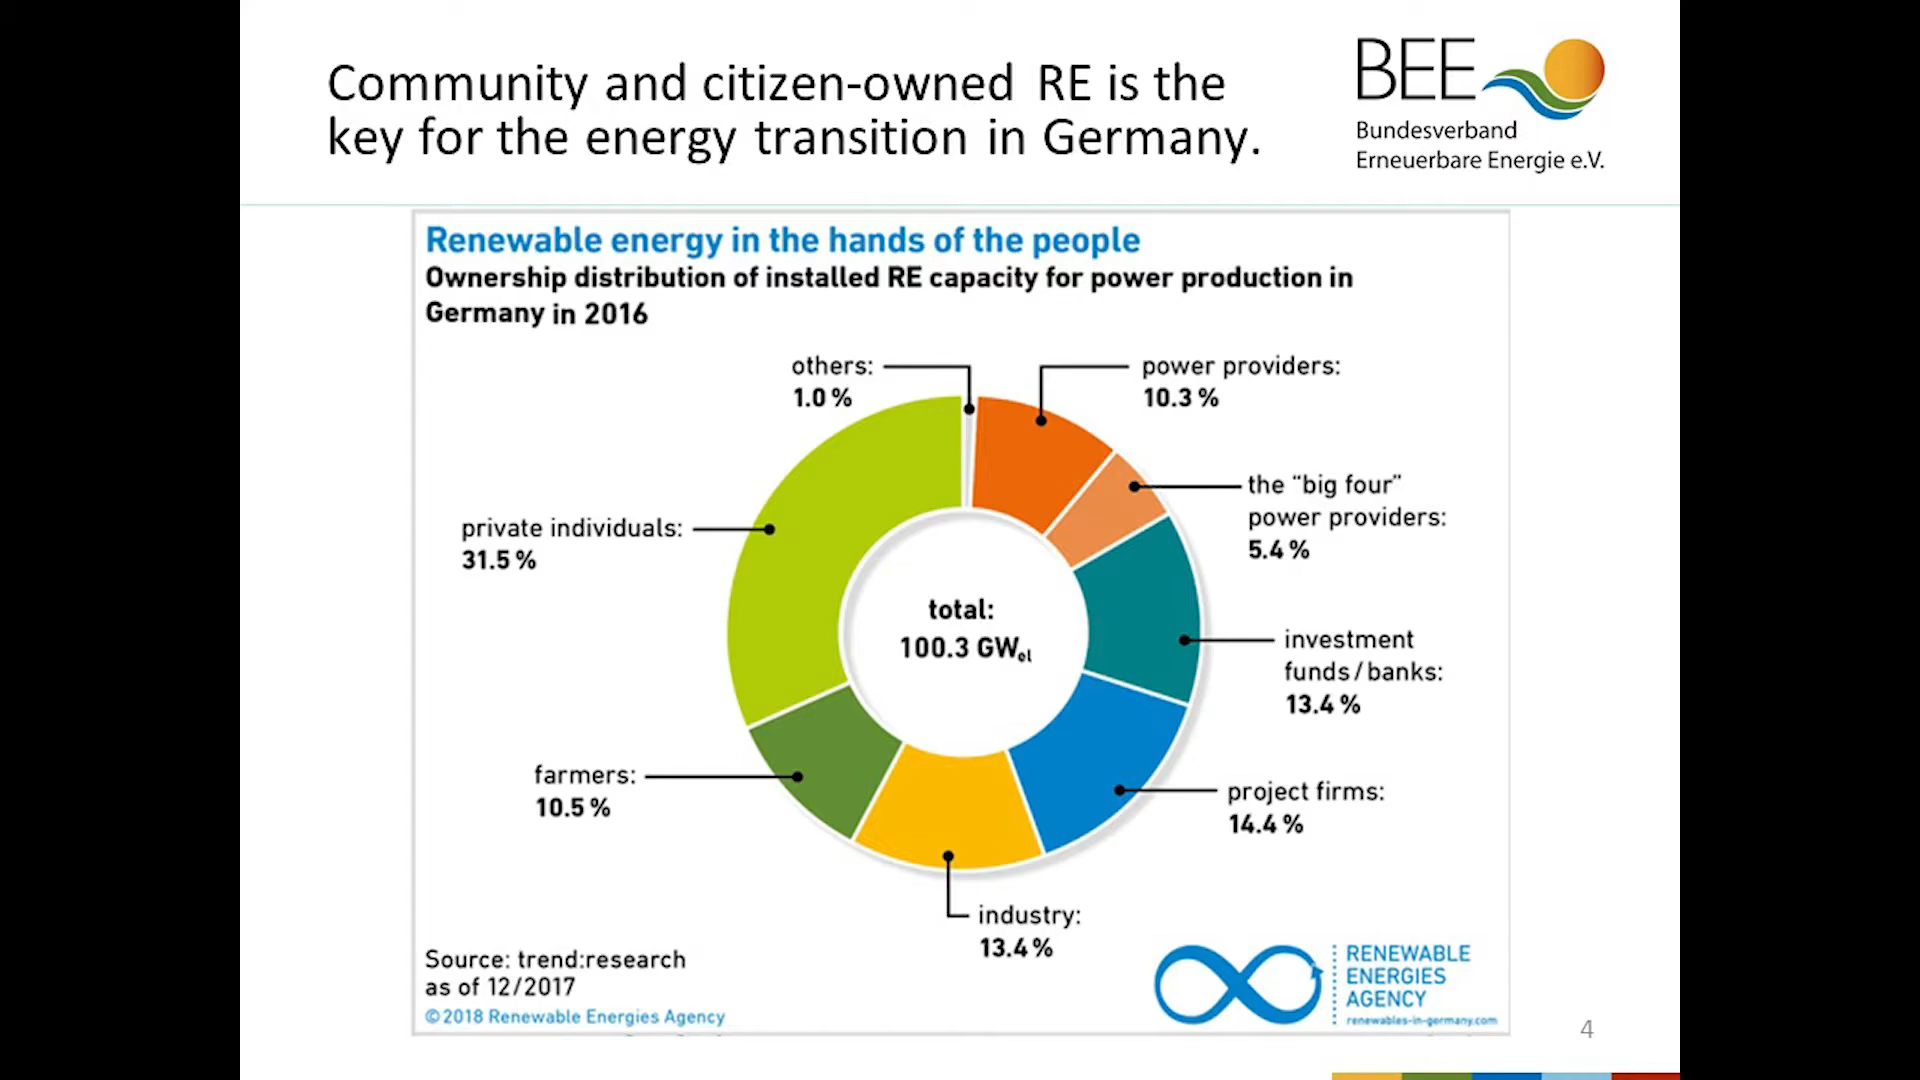 Community and citizen-owned RE is the
key for the energy transition in Germany.
BEE
Bundesverband
Erneuerbare Energie e.V.
Renewable energy in the hands of the people
Ownership distribution of installed RE capacity for power production in
Germany in 2016
others:
1.0 %
power providers:
10.3 %
the “big four”
power providers:
5.4 %
private individuals:
31.5 %
total:
100.3 GWel
investment
funds / banks:
13.4 %
farmers:
10.5 %
project firms:
14.4 %
industry:
13.4 %
Source: trend:research
as of 12/2017
©2018 Renewable Energies Agency
RENEWABLE
ENERGIES
AGENCY
renewables-in-germany.com
4